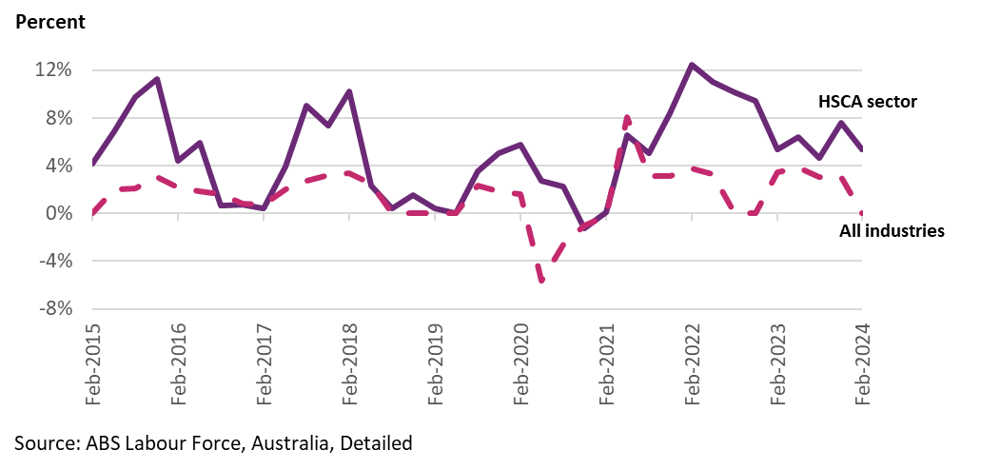 Percent
12%
8%
4%
0%
-4%
-8%
HSCA sector
All industries
Feb-2015
Feb-2016
Feb-2017
Feb-2018
Feb-2019
Feb-2020
Feb-2021
Feb-2022
Feb-2023
Feb-2024
Source: ABS Labour Force, Australia, Detailed